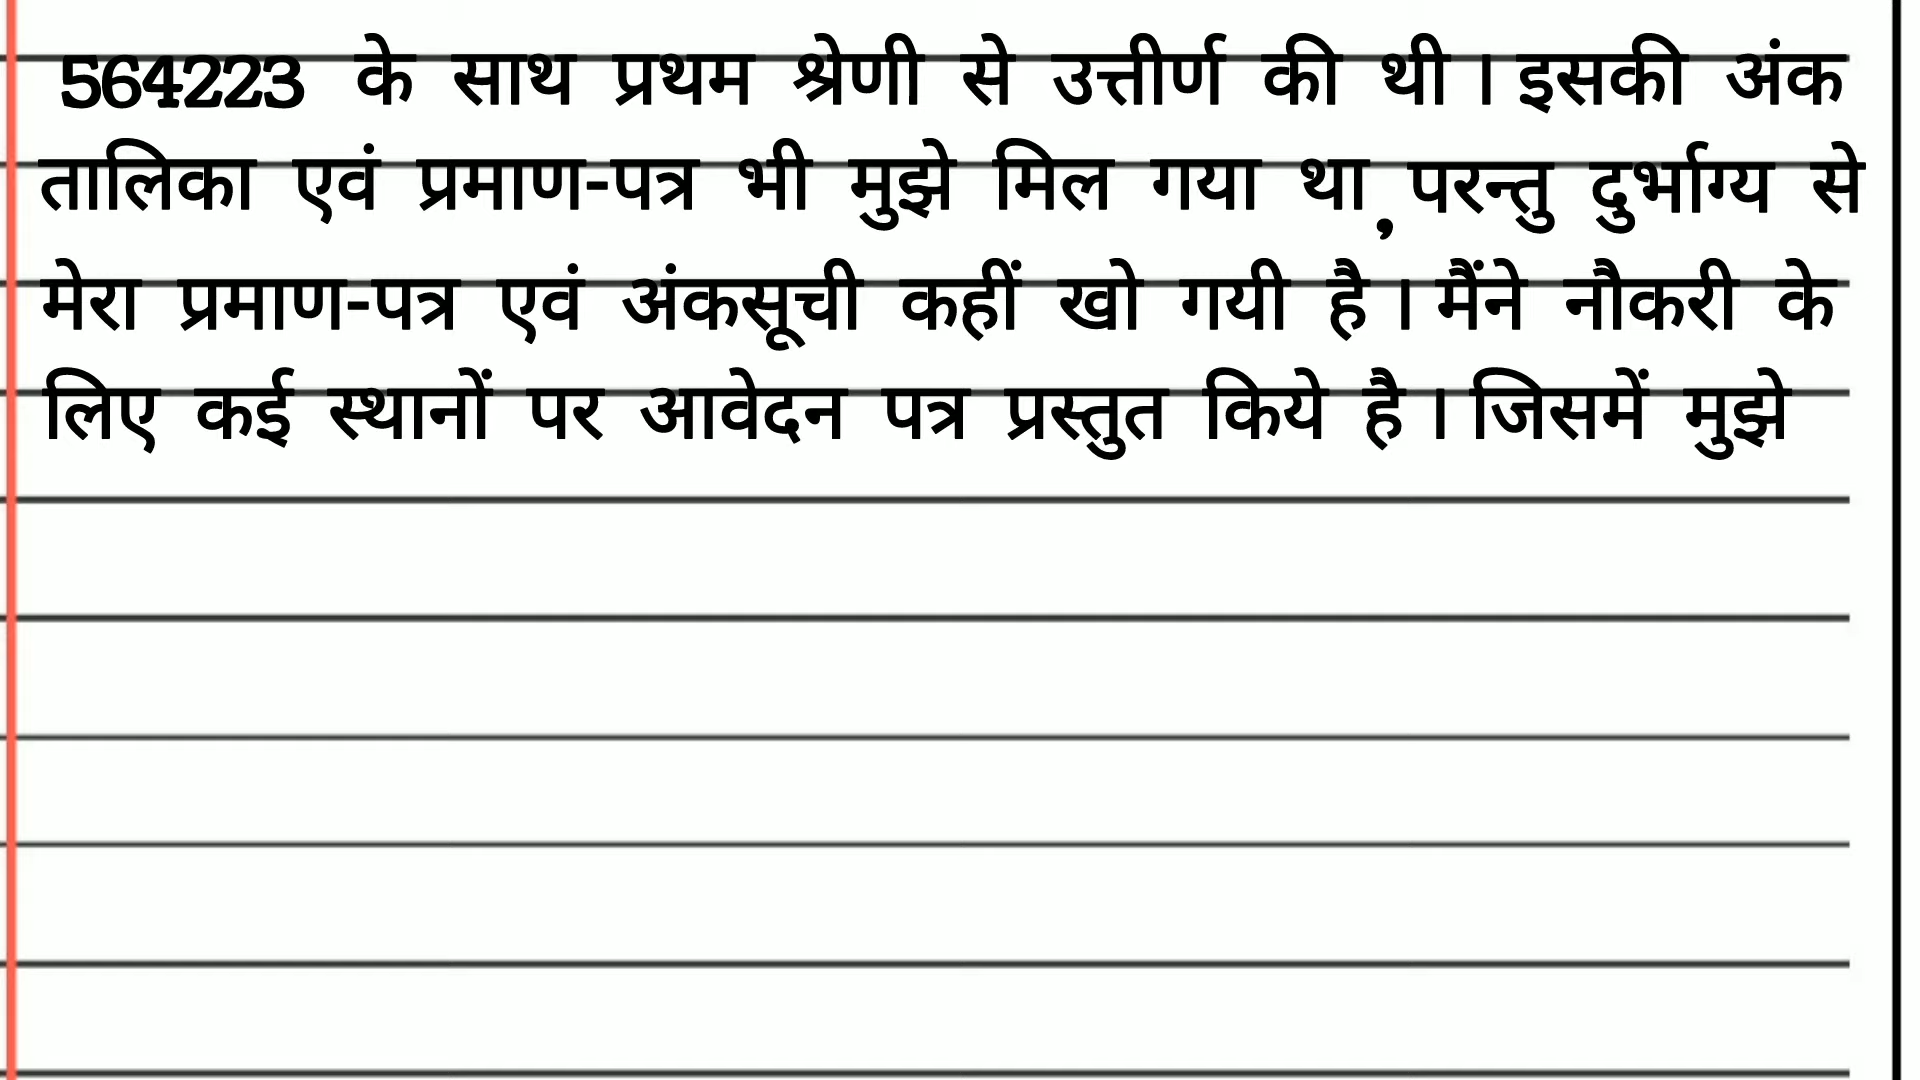 564223 के साथ प्रथम श्रेणी से उत्तीर्ण की थी । इसकी अंक
तालिका एवं प्रमाण-पत्र भी मुझे मिल गया था, परन्तु दुर्भाग्य से
मेरा प्रमाण-पत्र एवं अंकसूची कहीं खो गयी है । मैंने नौकरी के
लिए कई स्थानों पर आवेदन पत्र प्रस्तुत किये है । जिसमें मुझे